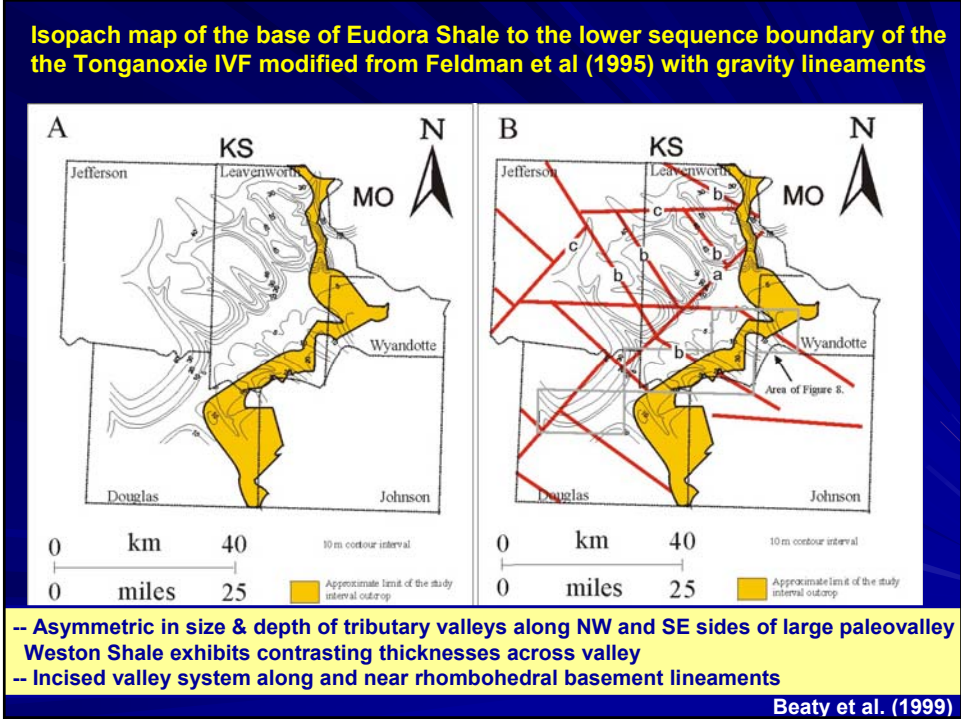 Isopach map of the base of Eudora Shale to the lower sequence boundary of the
the Tonganoxie IVF modified from Feldman et al (1995) with gravity lineaments
A
KS
N
Jefferson
Leavenworth
MO
Wyandotte
Douglas
Johnson
0 km 40
0 miles 25
10 m contour interval
Approximate limit of the study
interval outcrop
B
KS
N
Jefferson
Leavenworth
MO
b
c
c
b
b
b
a
b
Wyandotte
Area of Figure 8.
Douglas
Johnson
0 km 40
0 miles 25
10 m contour interval
Approximate limit of the study
interval outcrop
-- Asymmetric in size & depth of tributary valleys along NW and SE sides of large paleovalley
Weston Shale exhibits contrasting thicknesses across valley
-- Incised valley system along and near rhombohedral basement lineaments
Beaty et al. (1999)